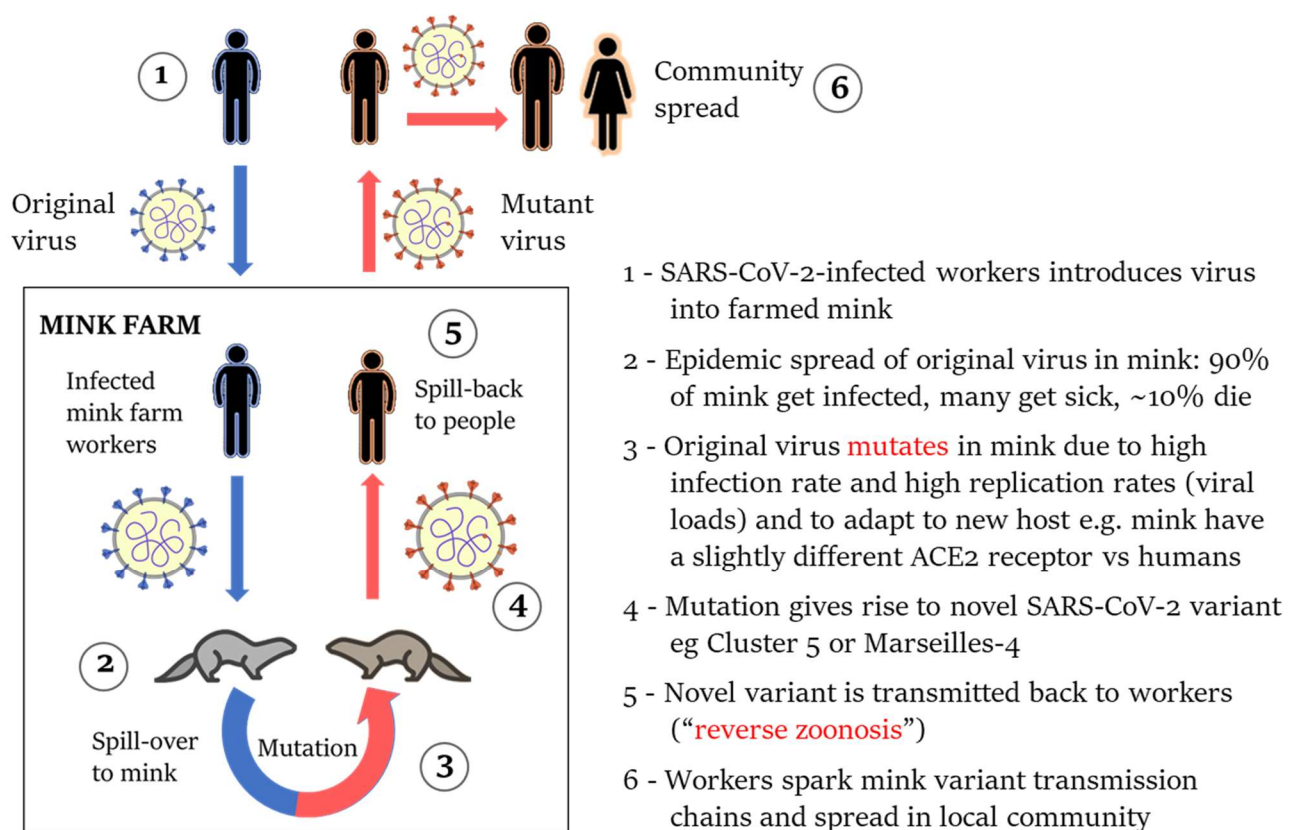 1
Community
spread
6
Original
virus
Mutant
virus
MINK FARM
5
Infected
mink farm
workers
Spill-back
to people
4
2
Spill-over
to mink
Mutation
3
1 - SARS-CoV-2-infected workers introduces virus
into farmed mink
2 - Epidemic spread of original virus in mink: 90%
of mink get infected, many get sick, ~10% die
3 - Original virus mutates in mink due to high
infection rate and high replication rates (viral
loads) and to adapt to new host e.g. mink have
a slightly different ACE2 receptor vs humans
4 - Mutation gives rise to novel SARS-CoV-2 variant
eg Cluster 5 or Marseilles-4
5 - Novel variant is transmitted back to workers
(“reverse zoonosis”)
6 - Workers spark mink variant transmission
chains and spread in local community